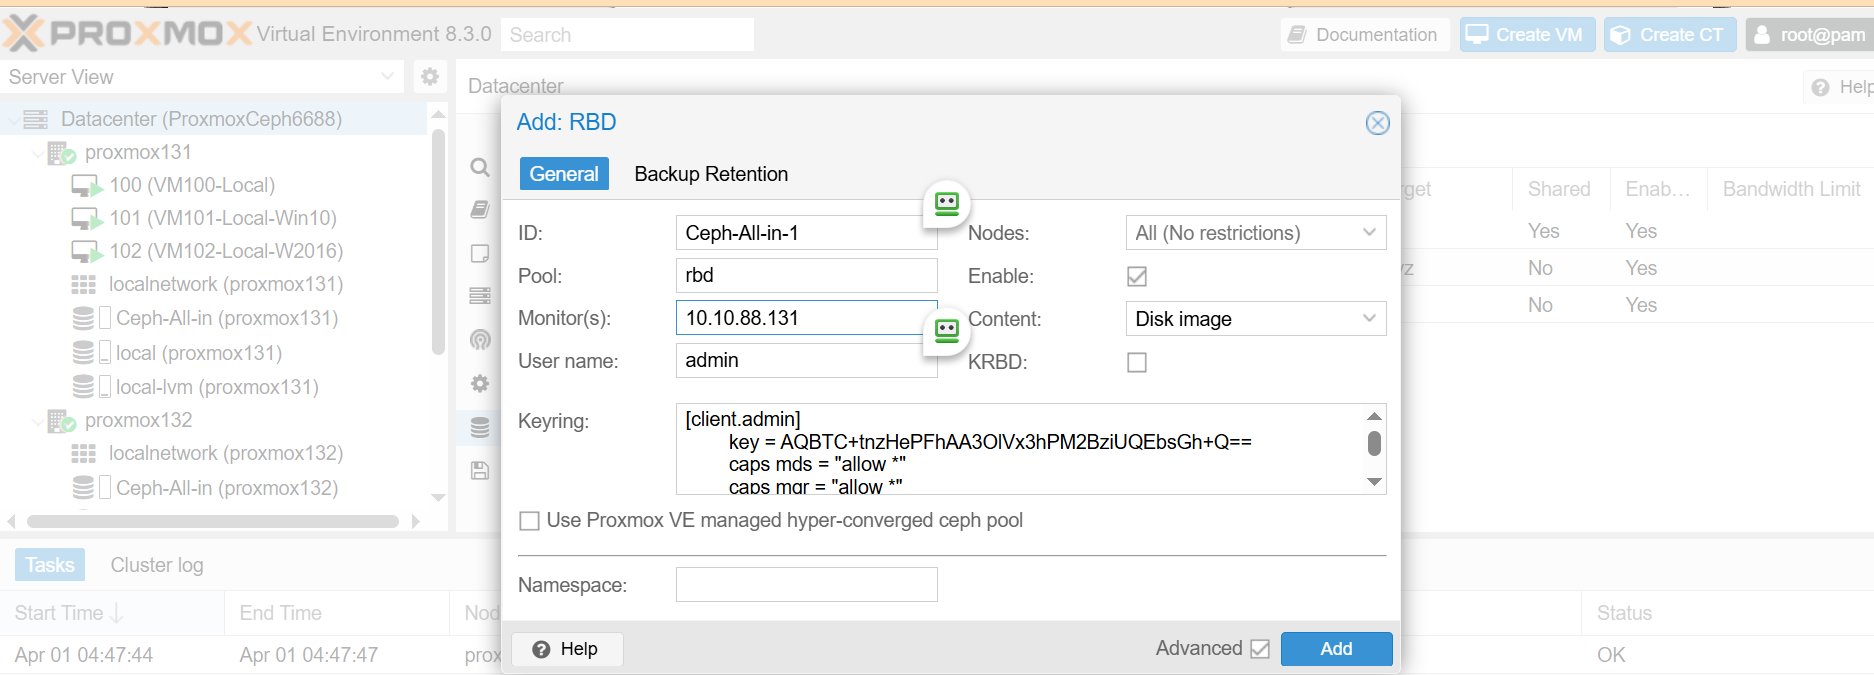 PROXMOX Virtual Environment 8.3.0 Search Documentation Create VM Create CT root@pam
Server View
Datacenter
Help
Datacenter (ProxmoxCeph6688)
proxmox131
100 (VM100-Local)
101 (VM101-Local-Win10)
102 (VM102-Local-W2016)
localnetwork (proxmox131)
Ceph-All-in (proxmox131)
local (proxmox131)
local-lvm (proxmox131)
proxmox132
localnetwork (proxmox132)
Ceph-All-in (proxmox132)
Add: RBD
General Backup Retention
ID: Ceph-All-in-1 Nodes: All (No restrictions)
Pool: rbd Enable:
Monitor(s): 10.10.88.131 Content: Disk image
User name: admin KRBD:
Keyring: [client.admin]
key = AQBTC+tnzHePFhAA3OlVx3hPM2BziUQEbsGh+Q==
caps mds = "allow *"
caps mgr = "allow *"
Use Proxmox VE managed hyper-converged ceph pool
Namespace:
Help Advanced Add
Shared Enab... Bandwidth Limit
Yes Yes
No Yes
No Yes
Tasks Cluster log
Start Time End Time Nod Status
Apr 01 04:47:44 Apr 01 04:47:47 prox OK